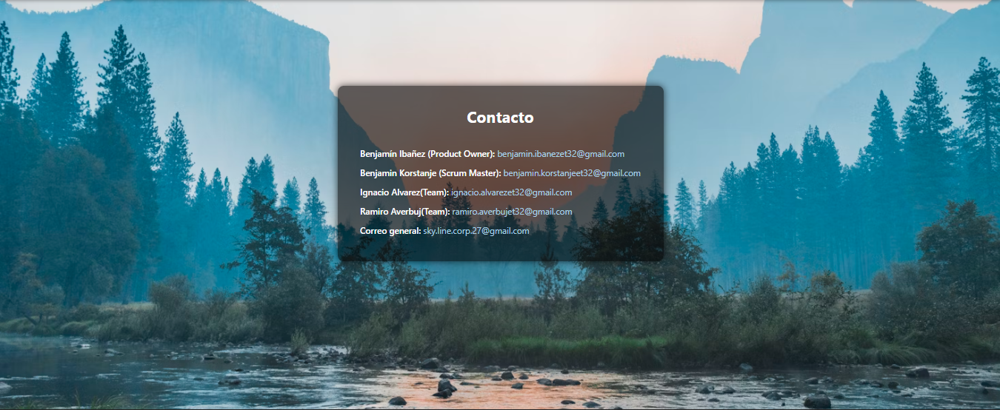 Contacto
Benjamín Ibañez (Product Owner): benjamin.ibanezet32@gmail.com
Benjamin Korstanje (Scrum Master): benjamin.korstanjeet32@gmail.com
Ignacio Alvarez(Team): ignacio.alvarezet32@gmail.com
Ramiro Averbuj(Team): ramiro.averbujet32@gmail.com
Correo general: sky.line.corp.27@gmail.com